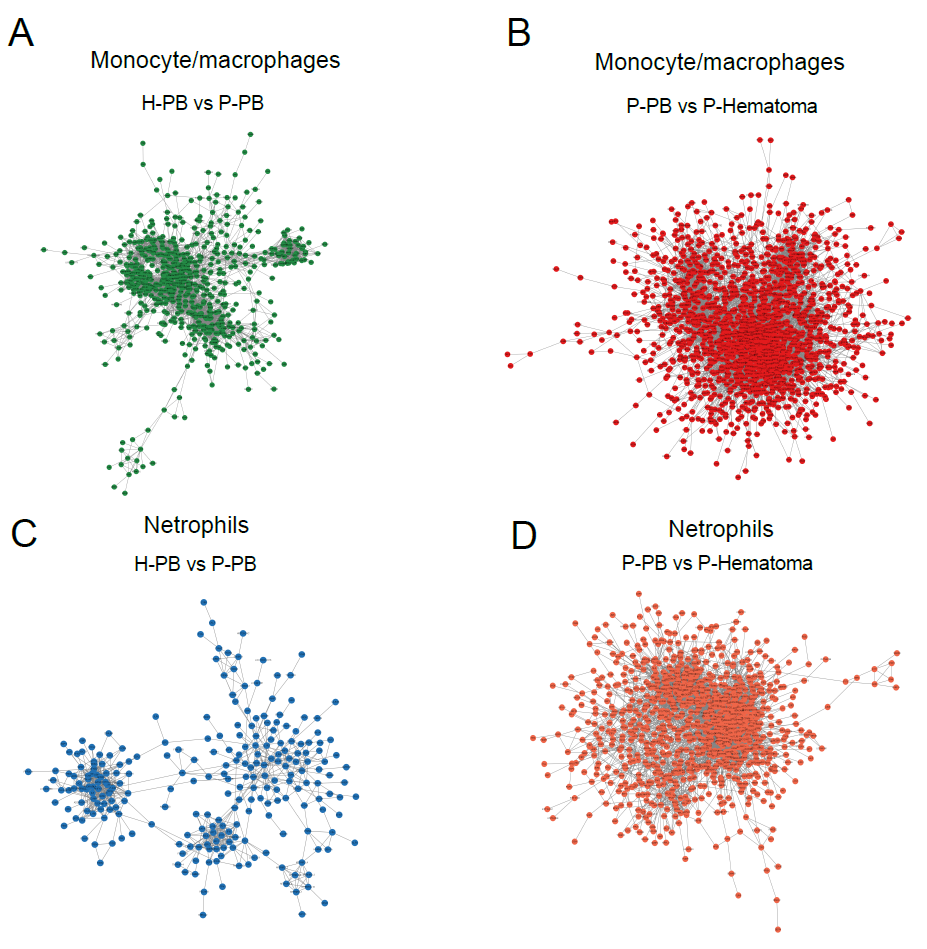 A
Monocyte/macrophages
H-PB vs P-PB
B
Monocyte/macrophages
P-PB vs P-Hematoma
C
Netrophils
H-PB vs P-PB
D
Netrophils
P-PB vs P-Hematoma